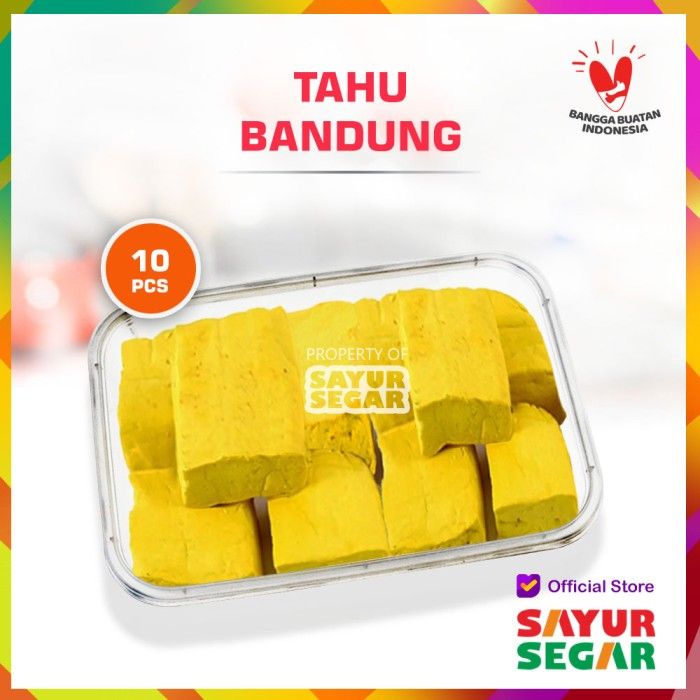 TAHU
BANDUNG
BANGGA BUATAN
INDONESIA
10
PCS
PROPERTY OF
SAYUR
SEGAR
Official Store
SAYUR
SEGAR